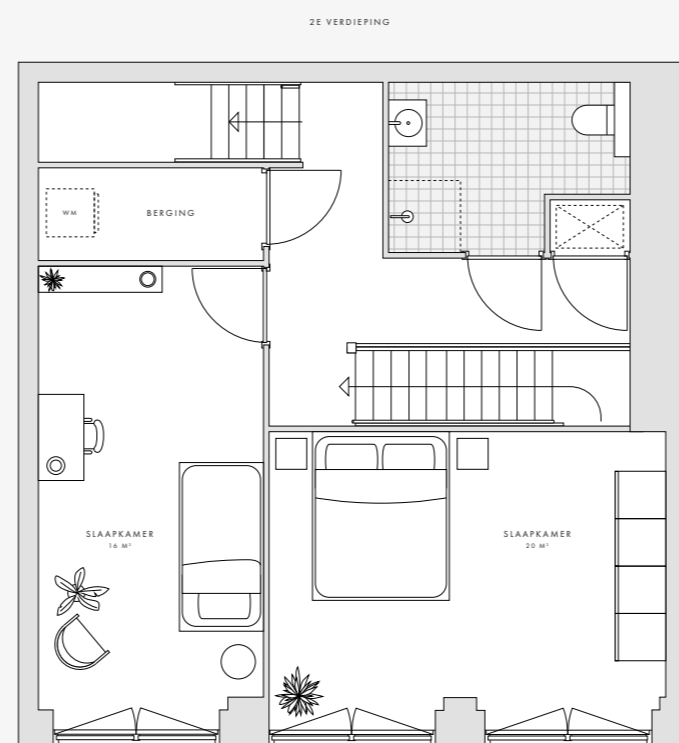 2E VERDIEPING
WM
BERGING
SLAAPKAMER
16 M²
SLAAPKAMER
20 M²